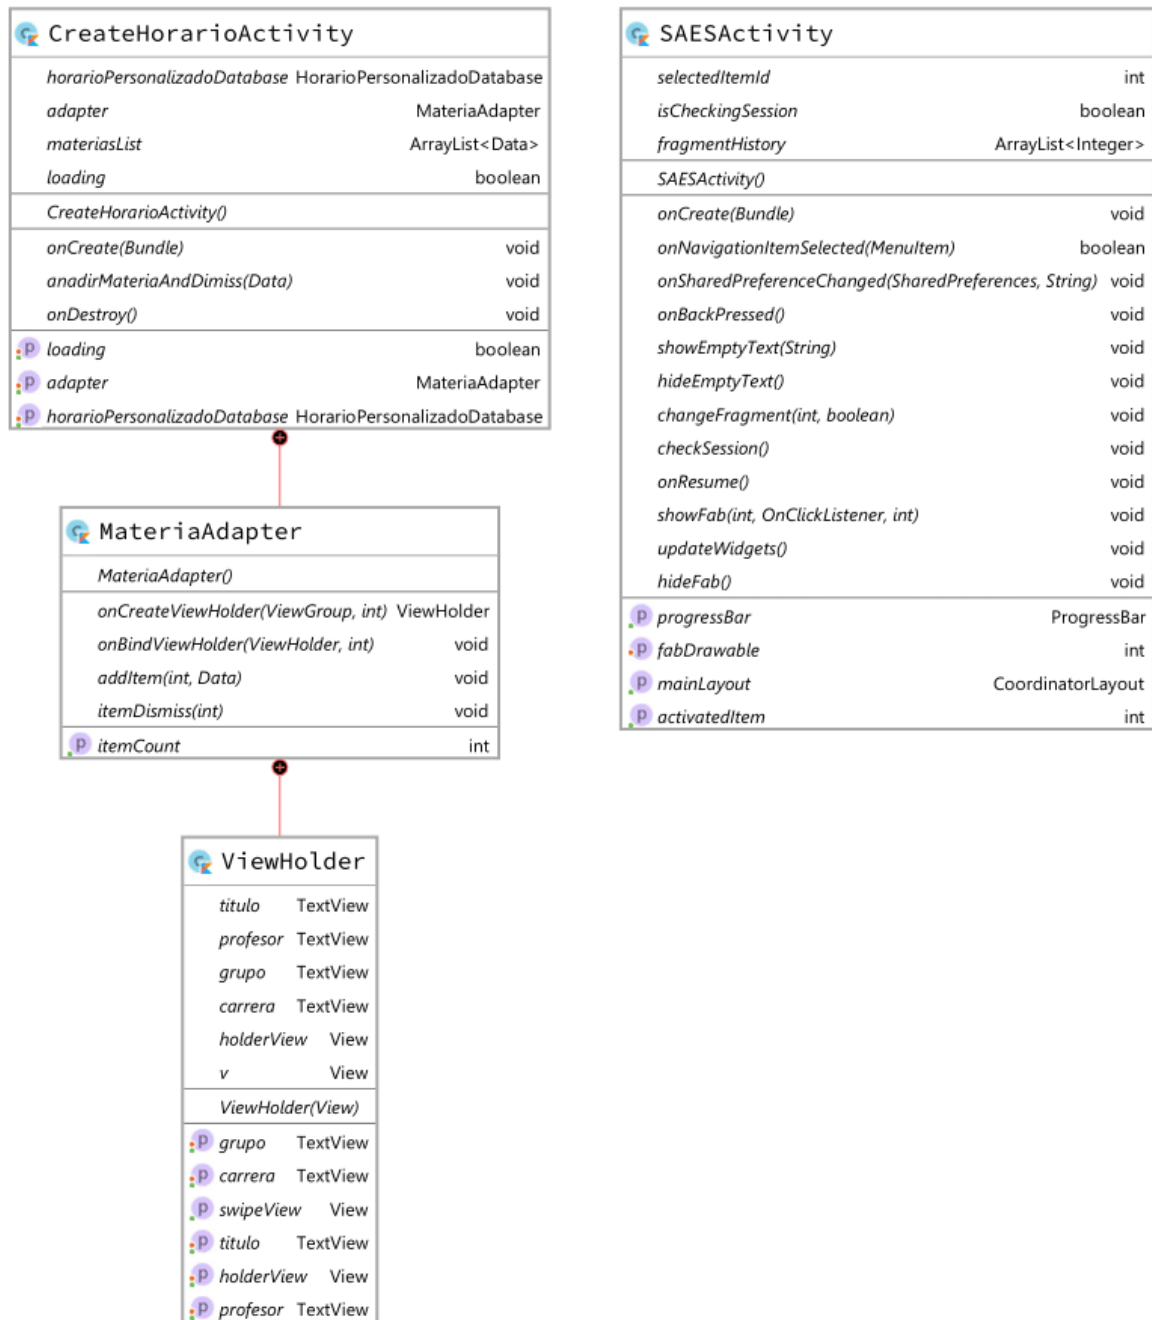 CreateHorarioActivity
horarioPersonalizadoDatabase HorarioPersonalizadoDatabase
adapter MateriaAdapter
materiasList ArrayList<Data>
loading boolean
CreateHorarioActivity()
onCreate(Bundle) void
anadirMateriaAndDimiss(Data) void
onDestroy() void
p loading boolean
p adapter MateriaAdapter
p horarioPersonalizadoDatabase HorarioPersonalizadoDatabase
MateriaAdapter
MateriaAdapter()
onCreateViewHolder(ViewGroup, int) ViewHolder
onBindViewHolder(ViewHolder, int) void
addItem(int, Data) void
itemDismiss(int) void
p itemCount int
ViewHolder
titulo TextView
profesor TextView
grupo TextView
carrera TextView
holderView View
v View
ViewHolder(View)
p grupo TextView
p carrera TextView
p swipeView View
p titulo TextView
p holderView View
p profesor TextView
SAESActivity
selectedItemId int
isCheckingSession boolean
fragmentHistory ArrayList<Integer>
SAESActivity()
onCreate(Bundle) void
onNavigationItemSelected(MenuItem) boolean
onSharedPreferenceChanged(SharedPreferences, String) void
onBackPressed() void
showEmptyText(String) void
hideEmptyText() void
changeFragment(int, boolean) void
checkSession() void
onResume() void
showFab(int, OnClickListener, int) void
updateWidgets() void
hideFab() void
p progressBar ProgressBar
p fabDrawable int
p mainLayout CoordinatorLayout
p activatedItem int